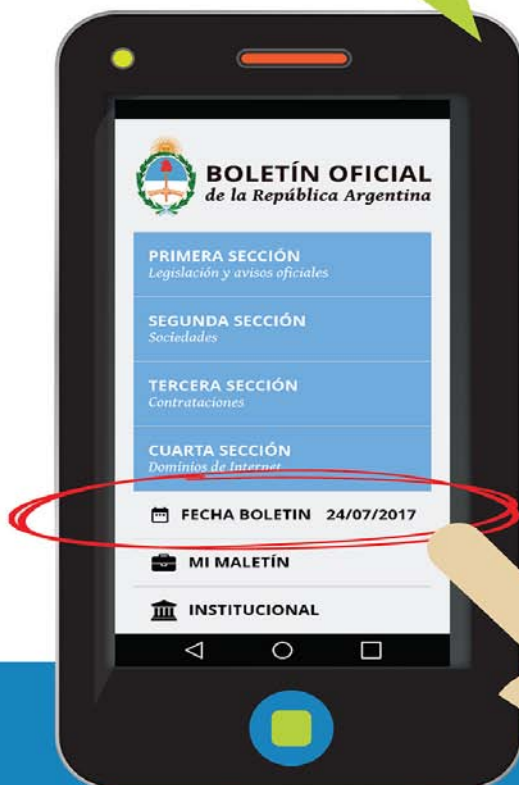 BOLETÍN OFICIAL
de la República Argentina
PRIMERA SECCIÓN
Legislación y avisos oficiales
SEGUNDA SECCIÓN
Sociedades
TERCERA SECCIÓN
Contrataciones
CUARTA SECCIÓN
Dominios de Internet
FECHA BOLETIN 24/07/2017
MI MALETÍN
INSTITUCIONAL